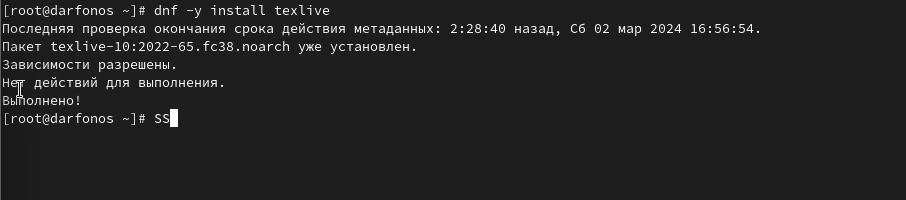 [root@darfonos ~]# dnf -y install texlive
Последняя проверка окончания срока действия метаданных: 2:28:40 назад, Сб 02 мар 2024 16:56:54.
Пакет texlive-10:2022-65.fc38.noarch уже установлен.
Зависимости разрешены.
Нет действий для выполнения.
Выполнено!
[root@darfonos ~]# SS